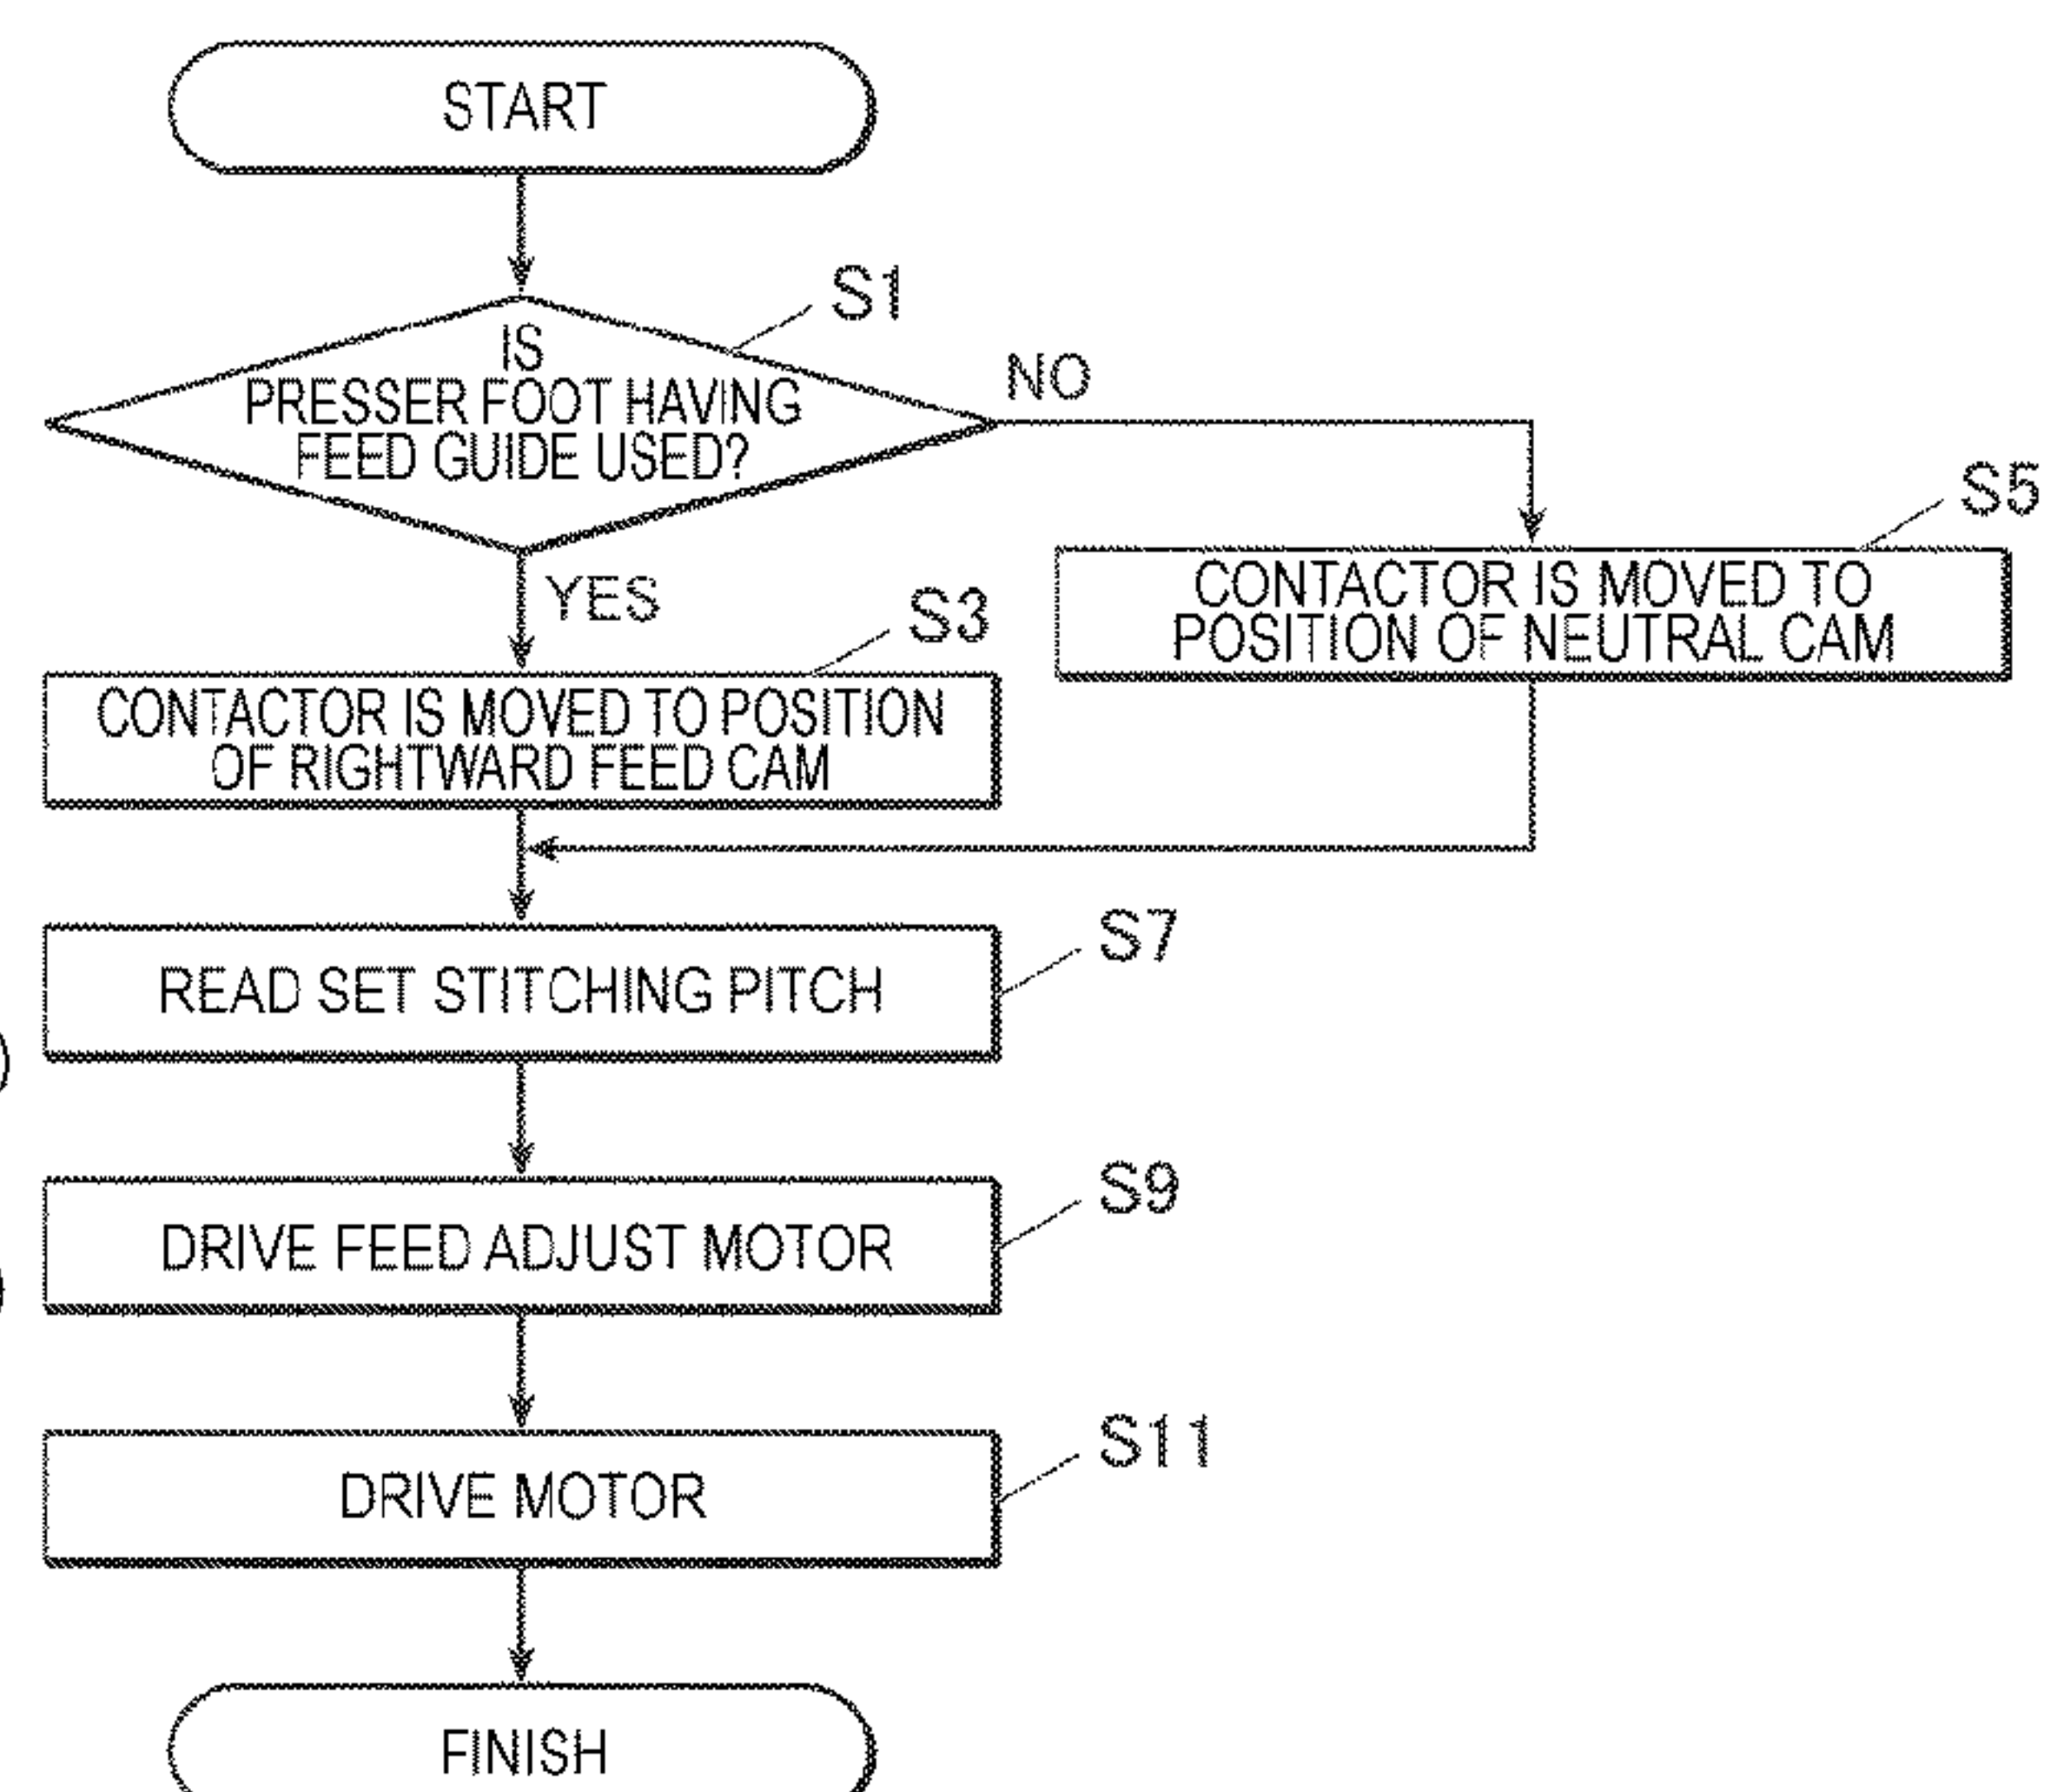 START
S1
IS
PRESSER FOOT HAVING
FEED GUIDE USED?
NO
YES
S5
CONTACTOR IS MOVED TO
POSITION OF NEUTRAL CAM
S3
CONTACTOR IS MOVED TO POSITION
OF RIGHTWARD FEED CAM
S7
READ SET STITCHING PITCH
S9
DRIVE FEED ADJUST MOTOR
S11
DRIVE MOTOR
FINISH